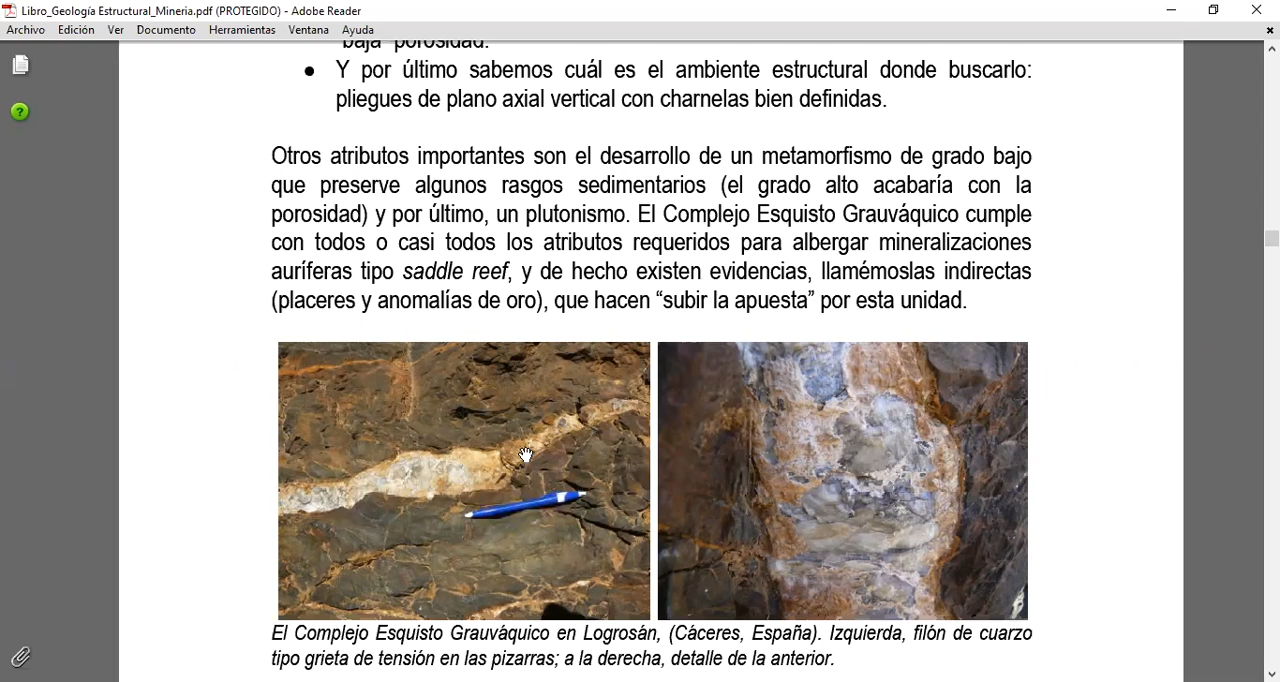 Libro_Geología Estructural_Mineria.pdf (PROTEGIDO) - Adobe Reader
Archivo Edición Ver Documento Herramientas Ventana Ayuda
baja porosidad.
● Y por último sabemos cuál es el ambiente estructural donde buscarlo:
pliegues de plano axial vertical con charnelas bien definidas.
Otros atributos importantes son el desarrollo de un metamorfismo de grado bajo
que preserve algunos rasgos sedimentarios (el grado alto acabaría con la
porosidad) y por último, un plutonismo. El Complejo Esquisto Grauváquico cumple
con todos o casi todos los atributos requeridos para albergar mineralizaciones
auríferas tipo saddle reef, y de hecho existen evidencias, llamémoslas indirectas
(placeres y anomalías de oro), que hacen “subir la apuesta” por esta unidad.
El Complejo Esquisto Grauváquico en Logrosán, (Cáceres, España). Izquierda, filón de cuarzo
tipo grieta de tensión en las pizarras; a la derecha, detalle de la anterior.